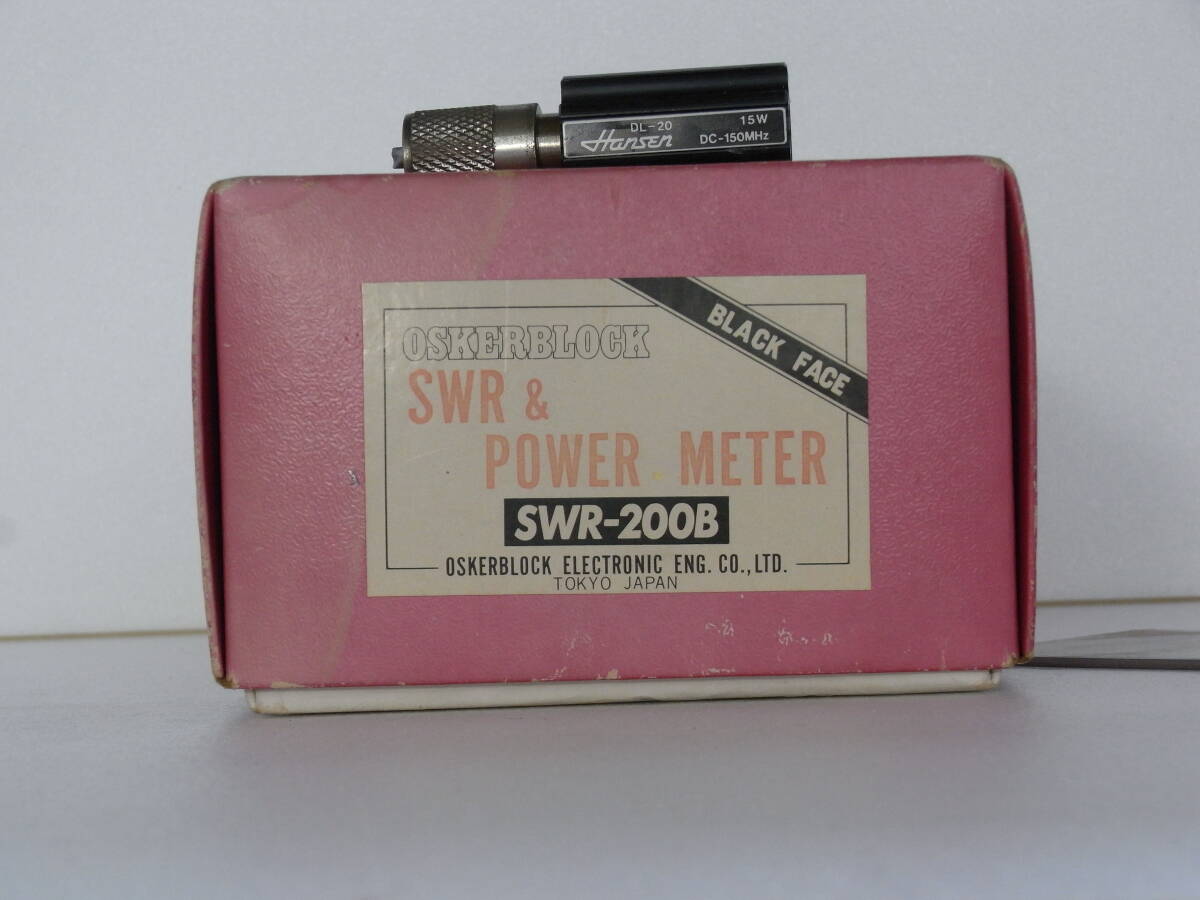 DL-20 15W
Hansen DC-150MHz
BLACK FACE
OSKERBLOCK
SWR &
POWER METER
SWR-200B
OSKERBLOCK ELECTRONIC ENG. CO., LTD.
TOKYO JAPAN